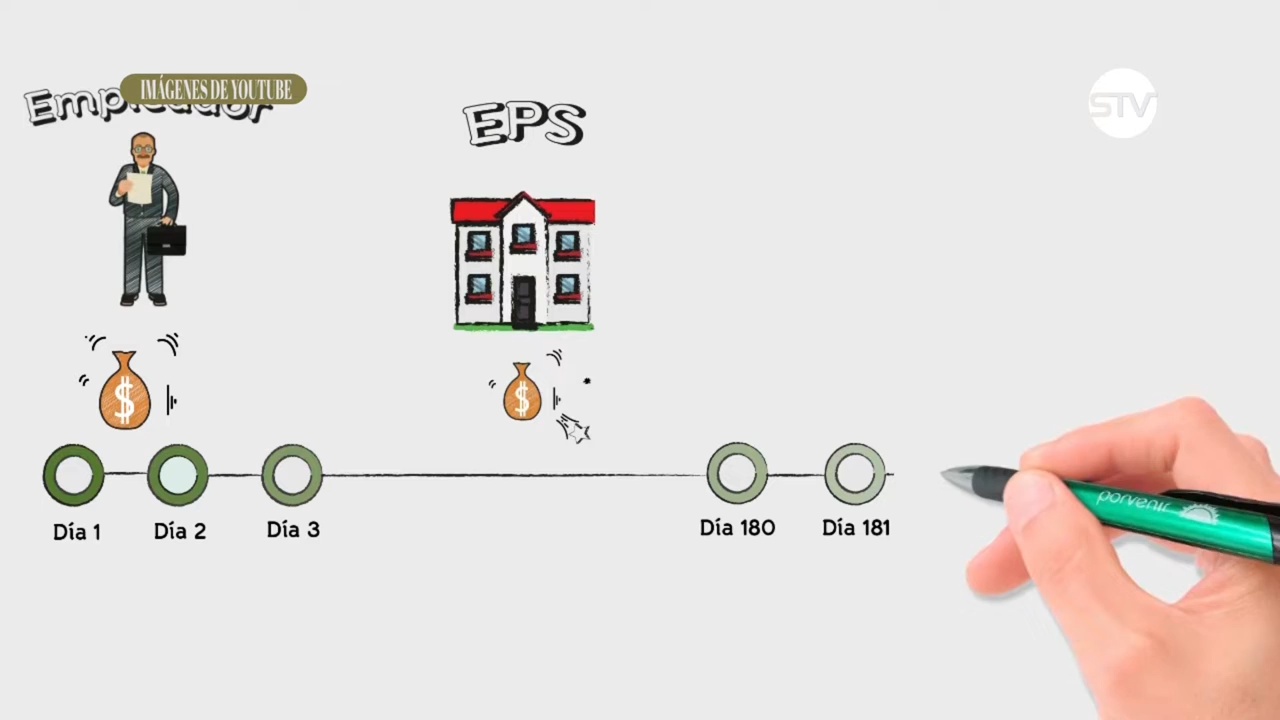 IMÁGENES DE YOUTUBE
EPS
STV
$
$
Día 1
Día 2
Día 3
Día 180
Día 181
porvenir